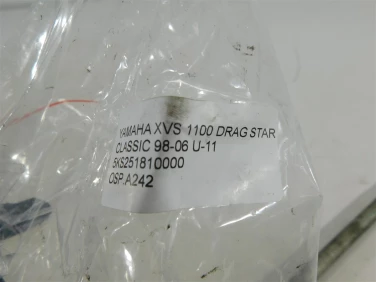 YAMAHA XVS 1100 DRAG STAR
CLASSIC 98-06 U-11
5KS251810000
OSP.A242